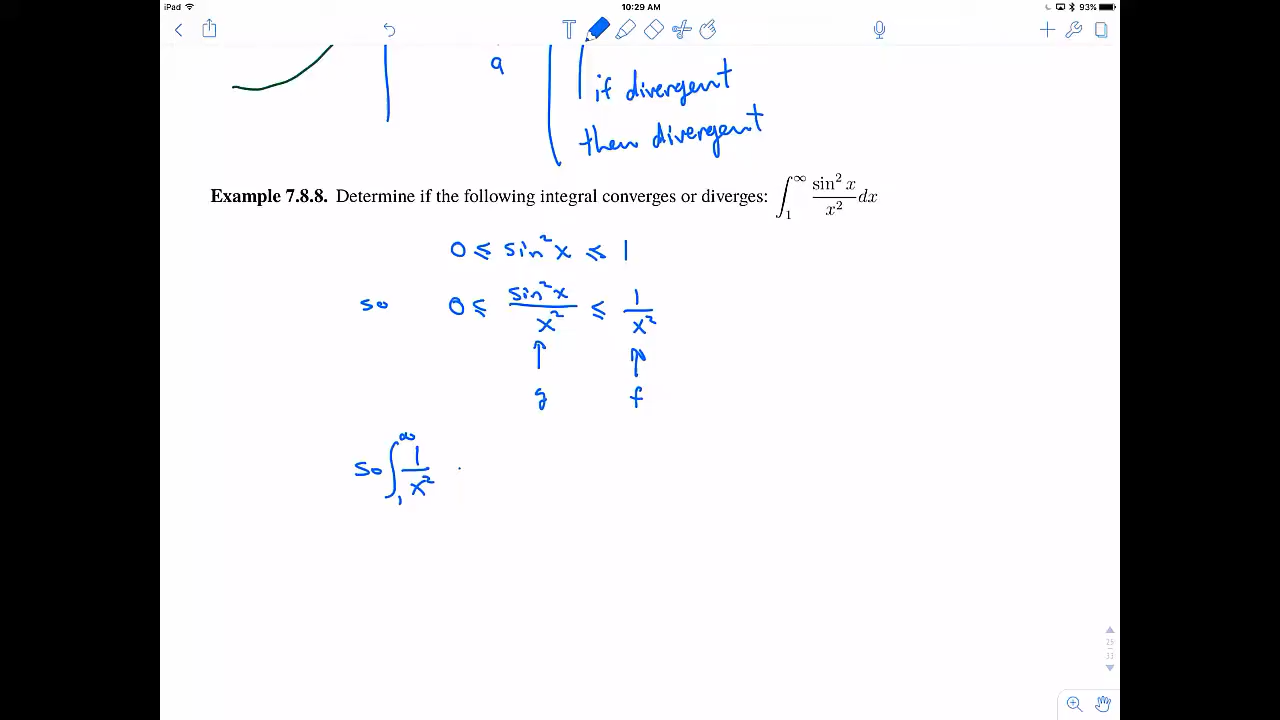 iPad 10:29 AM 93%
T
a
if divergent
then divergent
Example 7.8.8. Determine if the following integral converges or diverges: ∫₁^∞ sin² x / x² dx
0 ≤ sin²x ≤ 1
so 0 ≤ sin²x / x² ≤ 1 / x²
↑ ↑
g f
so ∫₁^∞ 1 / x²
29
31